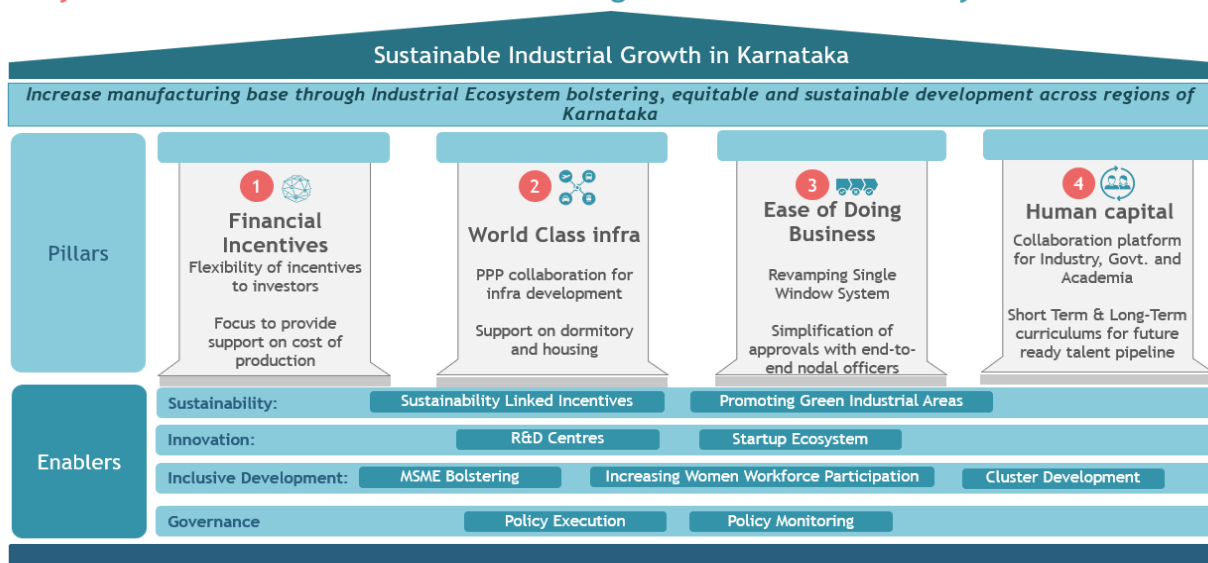 Sustainable Industrial Growth in Karnataka
Increase manufacturing base through Industrial Ecosystem bolstering, equitable and sustainable development across regions of
Karnataka
Pillars
1
Financial
Incentives
Flexibility of incentives
to investors
Focus to provide
support on cost of
production
2
World Class infra
PPP collaboration for
infra development
Support on dormitory
and housing
3
Ease of Doing
Business
Revamping Single
Window System
Simplification of
approvals with end-to-
end nodal officers
4
Human capital
Collaboration platform
for Industry, Govt. and
Academia
Short Term & Long-Term
curriculums for future
ready talent pipeline
Enablers
Sustainability: Sustainability Linked Incentives Promoting Green Industrial Areas
Innovation: R&D Centres Startup Ecosystem
Inclusive Development: MSME Bolstering Increasing Women Workforce Participation Cluster Development
Governance Policy Execution Policy Monitoring